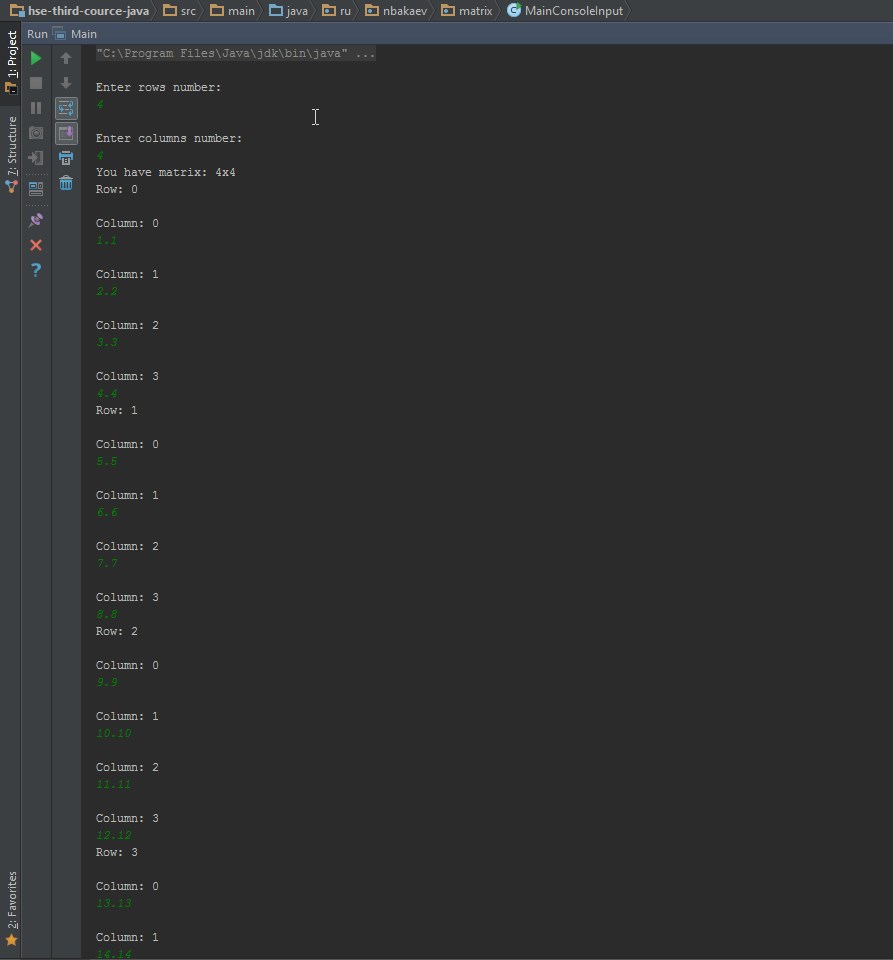 hse-third-cource-java src main java ru nbakaev matrix MainConsoleInput
Run Main
1: Project
7: Structure
2: Favorites
"C:\Program Files\Java\jdk\bin\java" ...
Enter rows number:
4
Enter columns number:
4
You have matrix: 4x4
Row: 0
Column: 0
1.1
Column: 1
2.2
Column: 2
3.3
Column: 3
4.4
Row: 1
Column: 0
5.5
Column: 1
6.6
Column: 2
7.7
Column: 3
8.8
Row: 2
Column: 0
9.9
Column: 1
10.10
Column: 2
11.11
Column: 3
12.12
Row: 3
Column: 0
13.13
Column: 1
14.14